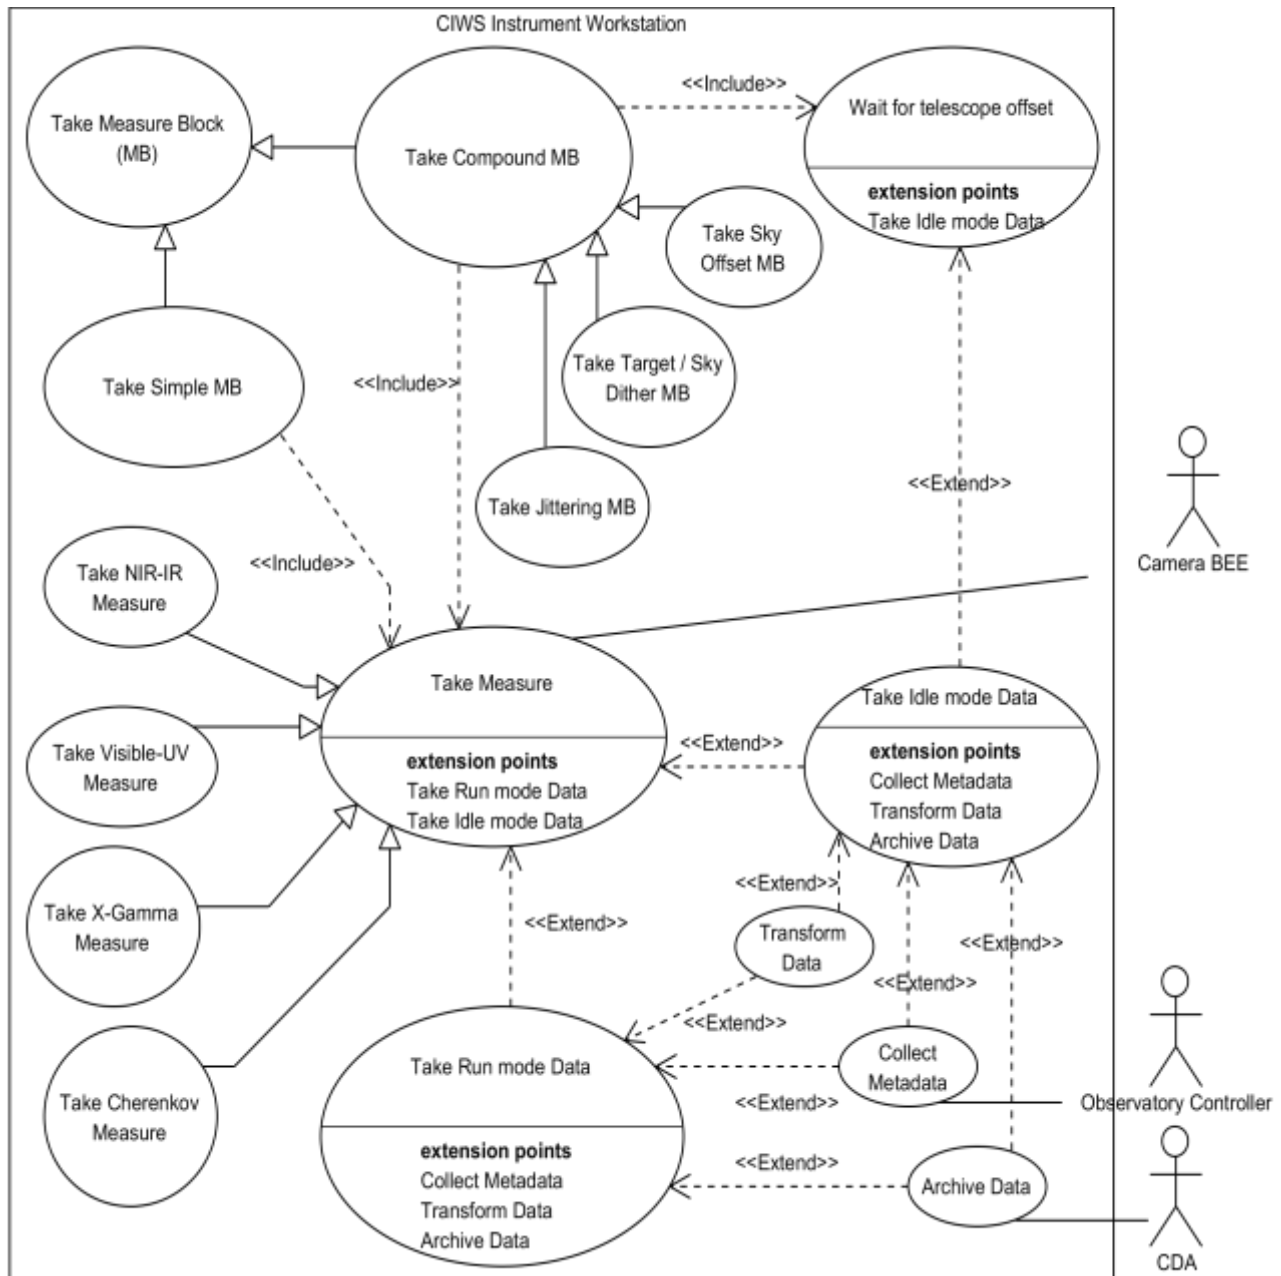 CIWS Instrument Workstation
Take Measure Block
(MB)
<<Include>>
Take Compound MB
Wait for telescope offset
extension points
Take Idle mode Data
Take Sky
Offset MB
Take Simple MB
<<Include>>
Take Target / Sky
Dither MB
Take Jittering MB
<<Extend>>
Camera BEE
<<Include>>
Take NIR-IR
Measure
Take Measure
extension points
Take Run mode Data
Take Idle mode Data
<<Extend>>
Take Idle mode Data
extension points
Collect Metadata
Transform Data
Archive Data
Take Visible-UV
Measure
Take X-Gamma
Measure
<<Extend>>
<<Extend>>
Transform
Data
<<Extend>>
<<Extend>>
<<Extend>>
Take Cherenkov
Measure
Take Run mode Data
extension points
Collect Metadata
Transform Data
Archive Data
Collect
Metadata
<<Extend>>
Observatory Controller
<<Extend>>
Archive Data
CDA